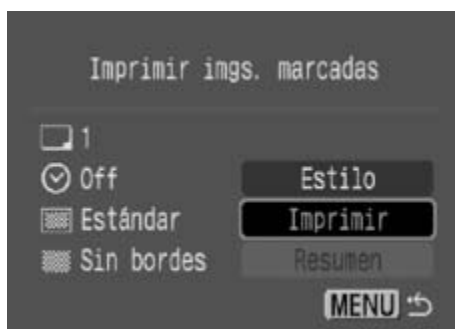 Imprimir imgs. marcadas
1
Off
Estilo
Estándar
Imprimir
Sin bordes
Resumen
MENU